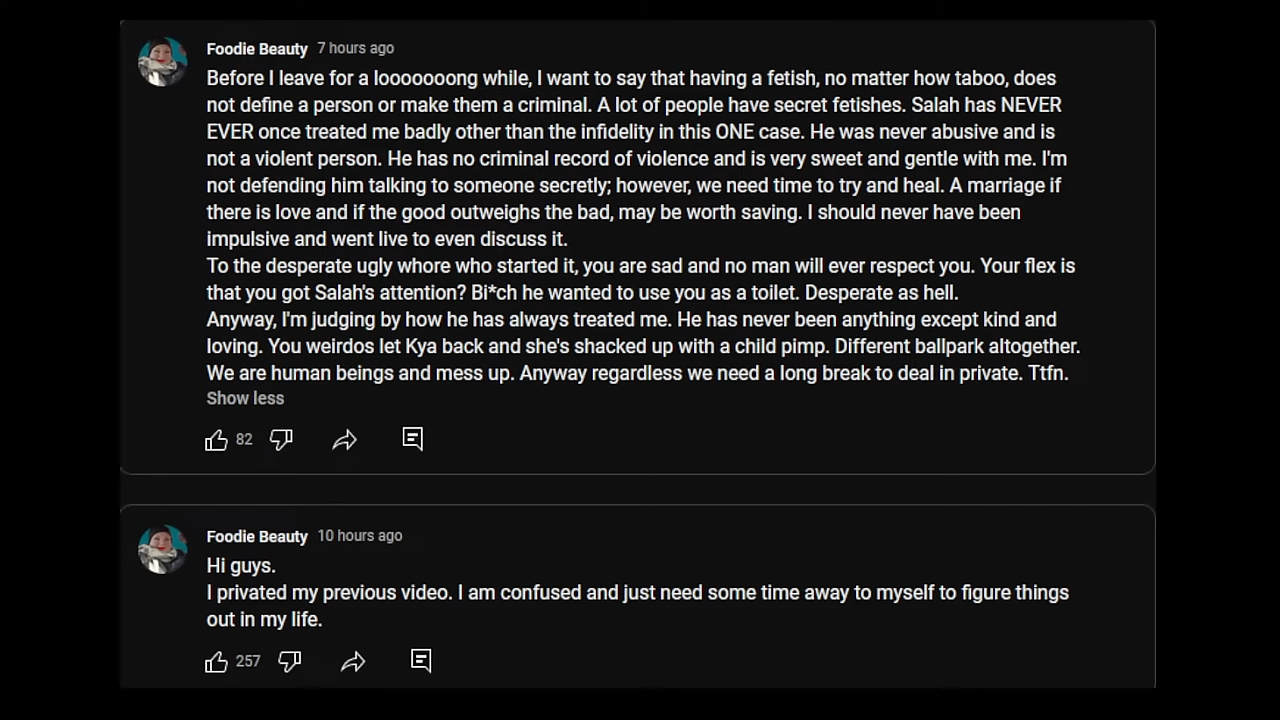 Foodie Beauty 7 hours ago
Before I leave for a looooooong while, I want to say that having a fetish, no matter how taboo, does
not define a person or make them a criminal. A lot of people have secret fetishes. Salah has NEVER
EVER once treated me badly other than the infidelity in this ONE case. He was never abusive and is
not a violent person. He has no criminal record of violence and is very sweet and gentle with me. I'm
not defending him talking to someone secretly; however, we need time to try and heal. A marriage if
there is love and if the good outweighs the bad, may be worth saving. I should never have been
impulsive and went live to even discuss it.
To the desperate ugly whore who started it, you are sad and no man will ever respect you. Your flex is
that you got Salah's attention? Bi*ch he wanted to use you as a toilet. Desperate as hell.
Anyway, I'm judging by how he has always treated me. He has never been anything except kind and
loving. You weirdos let Kya back and she's shacked up with a child pimp. Different ballpark altogether.
We are human beings and mess up. Anyway regardless we need a long break to deal in private. Ttfn.
Show less
82
Foodie Beauty 10 hours ago
Hi guys.
I privated my previous video. I am confused and just need some time away to myself to figure things
out in my life.
257